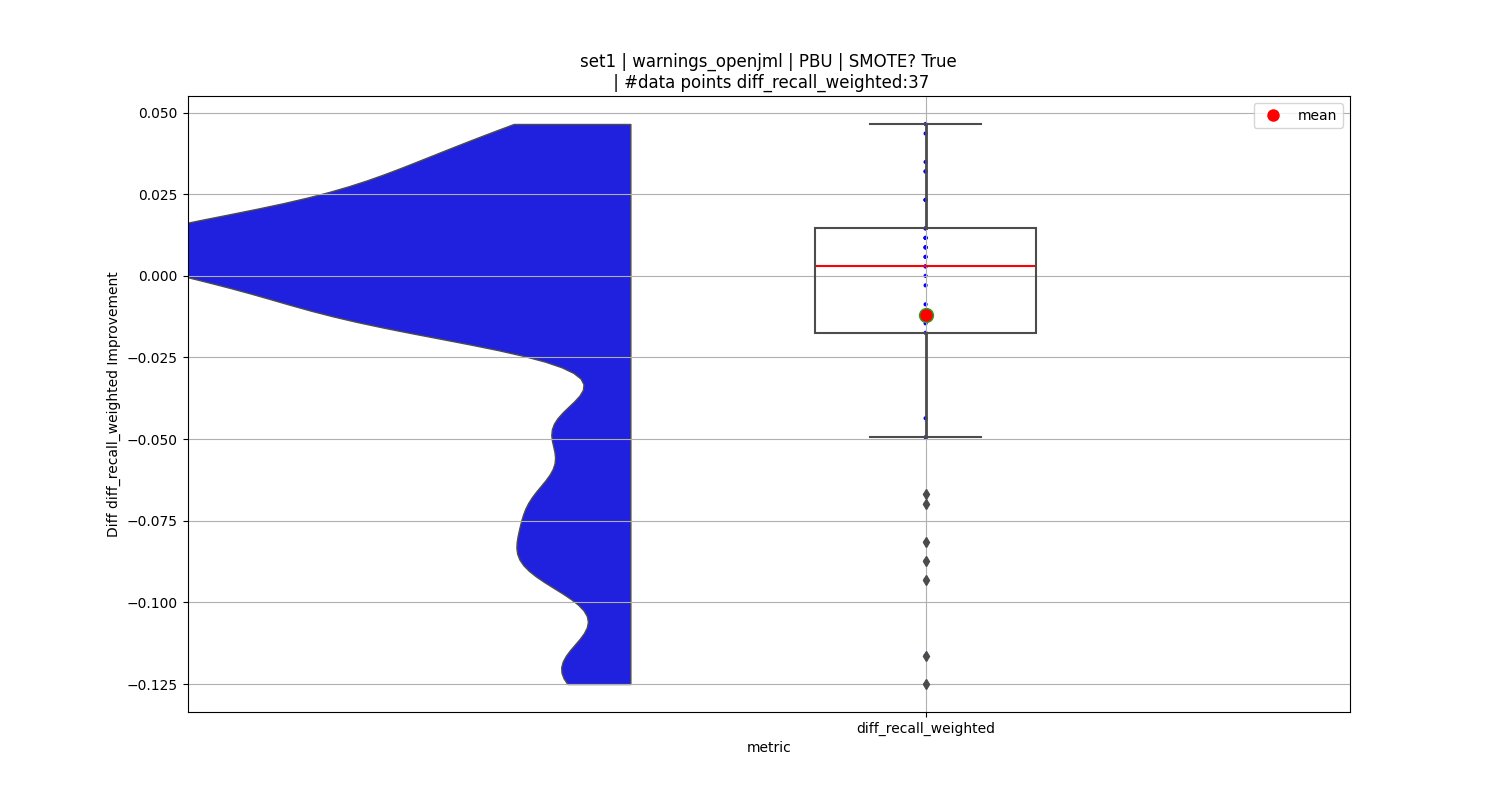 set1 | warnings_openjml | PBU | SMOTE? True
| #data points diff_recall_weighted:37
mean
0.050
0.025
0.000
−0.025
−0.050
−0.075
−0.100
−0.125
Diff diff_recall_weighted Improvement
diff_recall_weighted
metric